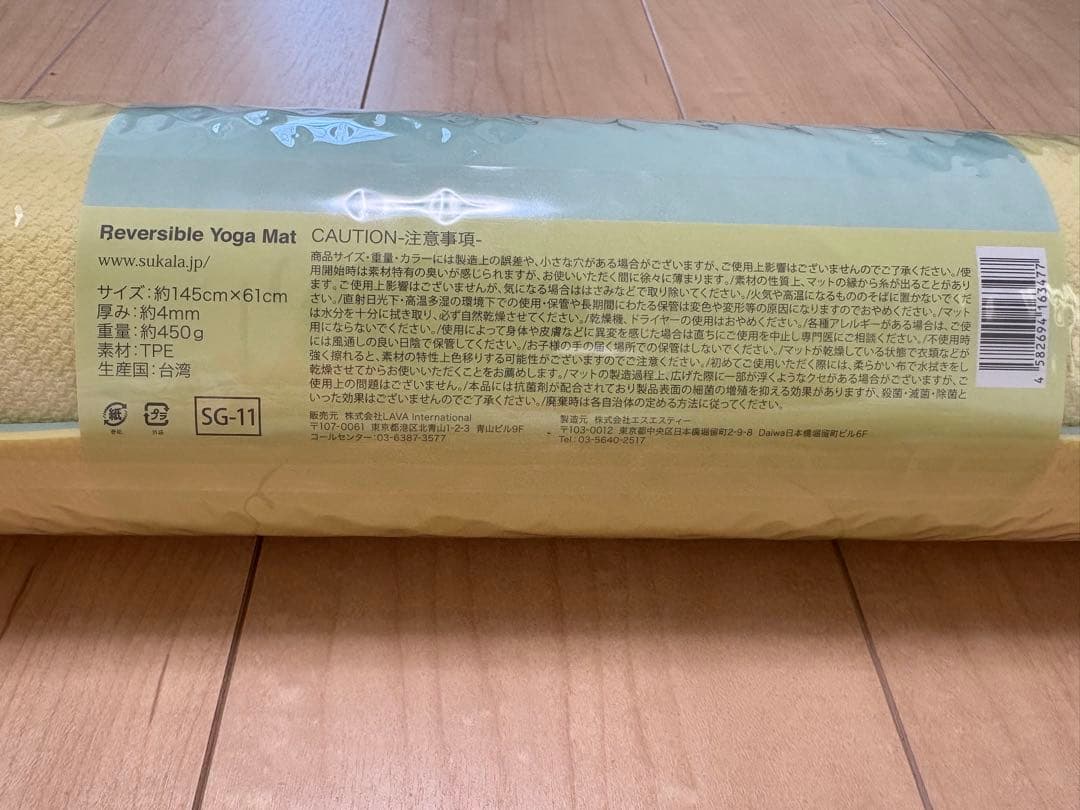 Reversible Yoga Mat
www.sukala.jp/
サイズ：約145cm×61cm
厚み：約4mm
重量：約450g
素材：TPE
生産国：台湾
紙
プラ
SG-11
CAUTION-注意事項-
商品サイズ・重量・カラーには製造上の誤差や、小さな穴がある場合がございますが、ご使用上影響はございませんのでご了承ください。/使
用開始時は素材特有の臭いが感じられますが、お使いいただく間に徐々に薄まります。/素材の性質上、マットの縁から糸が出ることがあり
ます。ご使用上影響はございませんが、気になる場合ははさみなどで取り除いてください。/火気や高温になるもののそばに置かないでくだ
さい。/直射日光下・高温多湿の環境下での使用・保管や長期間にわたる保管は変色や変形等の原因になりますのでおやめください。/マット
は水分を十分に拭き取り、必ず自然乾燥させてください。/乾燥機、ドライヤーの使用はおやめください。/各種アレルギーがある場合は、ご使
用にならないでください。/使用によって身体や皮膚などに異変を感じた場合は直ちにご使用を中止し専門医にご相談ください。/不使用時
には風通しの良い日陰で保管してください。/お子様の手の届く場所での保管はしないでください。/マットが乾燥している状態で衣類などが
強く擦れると、素材の特性上色移りする可能性がございますのでご注意ください。/初めてご使用いただく際には、柔らかい布で水拭きをし
乾燥させてからお使いいただくことをお薦めします。/マットの製造過程上、広げた際に一部が浮くようなクセがある場合がございますが、ご
使用上の問題はございません。/本品には抗菌剤が配合されており製品表面の細菌の増殖を抑える効果がありますが、殺菌・滅菌・除菌と
いった効果はございませんのでご了承ください。/廃棄時は各自治体の定める方法に従ってください。
販売元 株式会社LAVA International
〒107-0061 東京都港区北青山1-2-3 青山ビル9F
コールセンター：03-6387-3577
製造元 株式会社エスエスティー
〒103-0012 東京都中央区日本橋堀留町2-9-8 Daiwa日本橋堀留町ビル6F
Tel：03-5640-2517
4 582694 163477